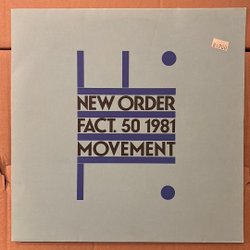 NEW ORDER
FACT. 50 1981
MOVEMENT